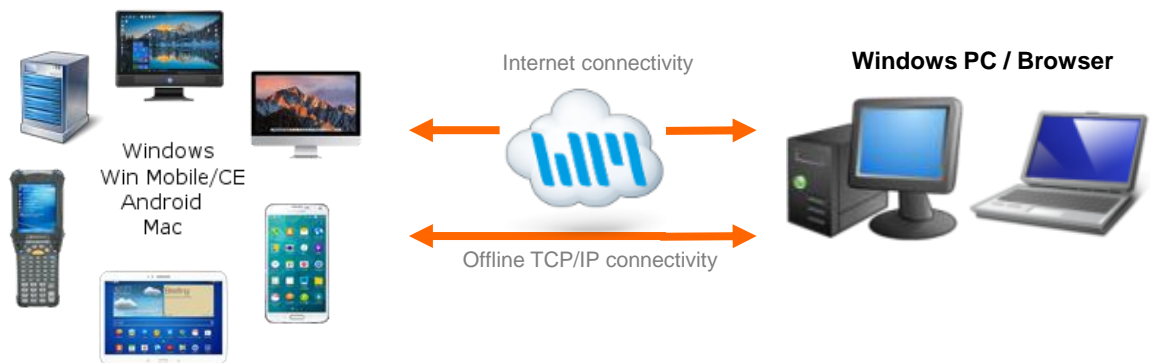 Internet connectivity
Windows PC / Browser
Windows
Win Mobile/CE
Android
Mac
Offline TCP/IP connectivity